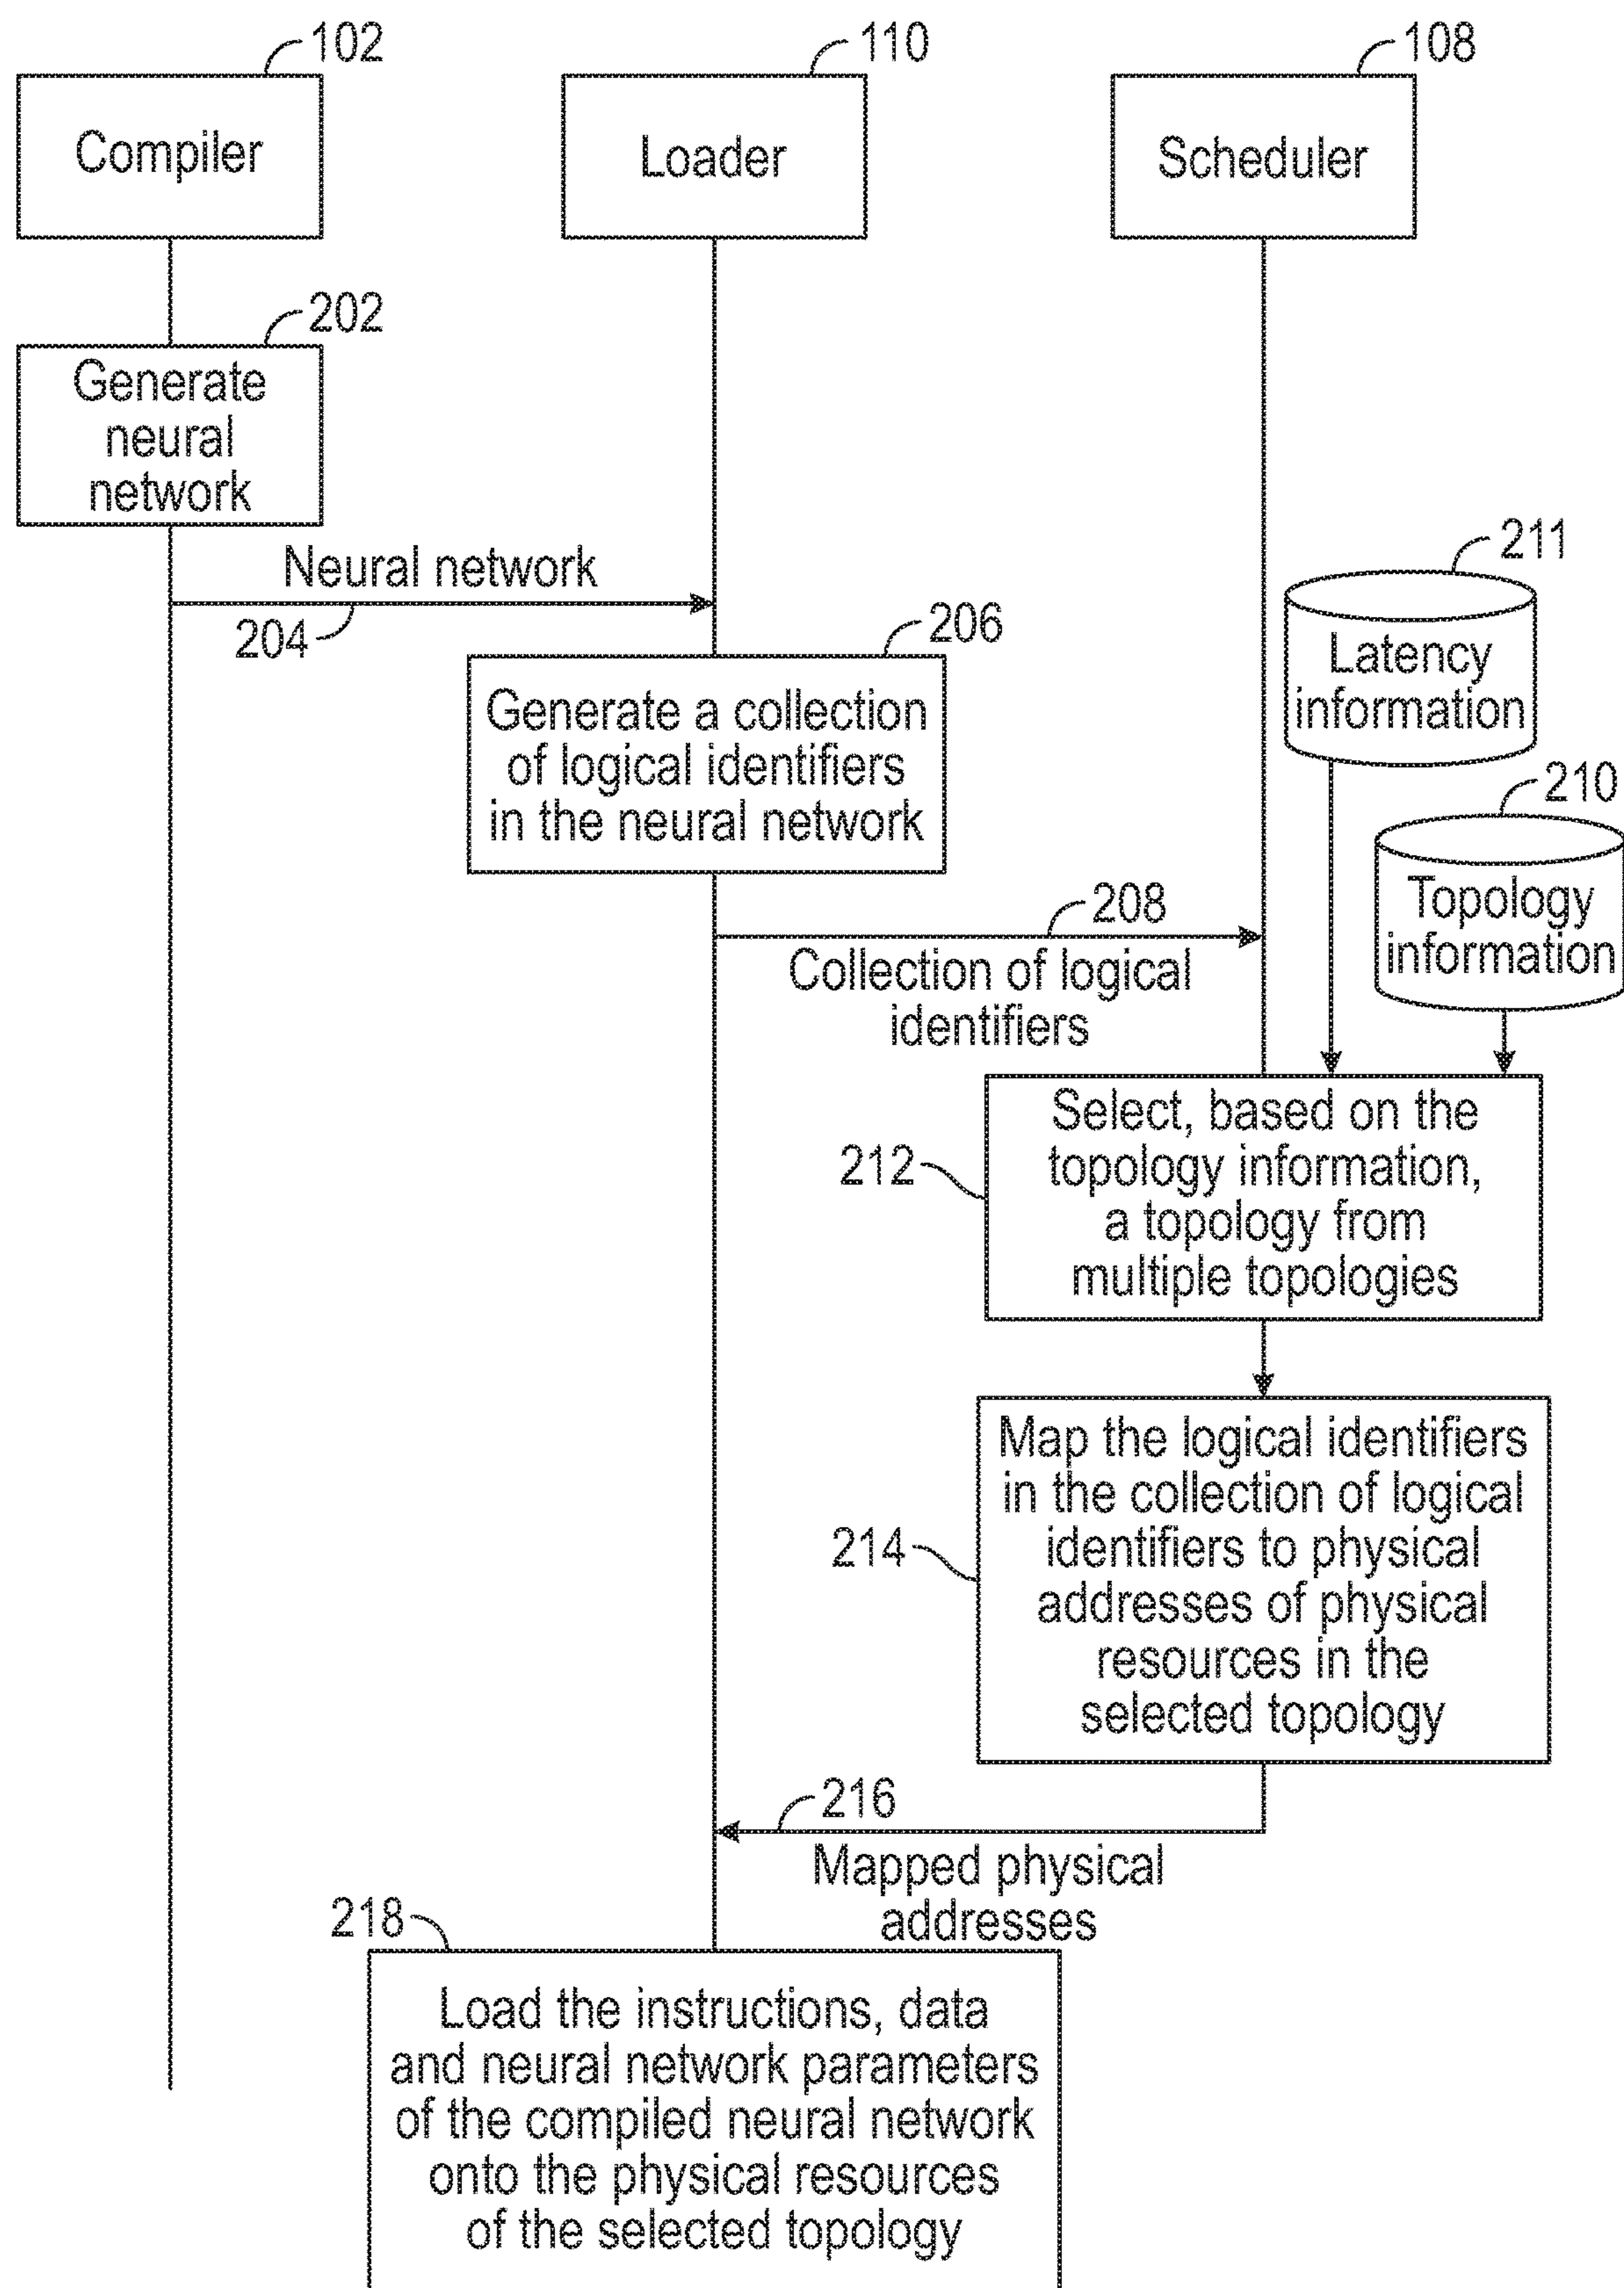 102
110
108
Compiler
Loader
Scheduler
202
Generate
neural
network
Neural network
204
211
Latency
information
206
Generate a collection
of logical identifiers
in the neural network
210
Topology
information
208
Collection of logical
identifiers
212
Select, based on the
topology information,
a topology from
multiple topologies
214
Map the logical identifiers
in the collection of logical
identifiers to physical
addresses of physical
resources in the
selected topology
216
Mapped physical
addresses
218
Load the instructions, data
and neural network parameters
of the compiled neural network
onto the physical resources
of the selected topology